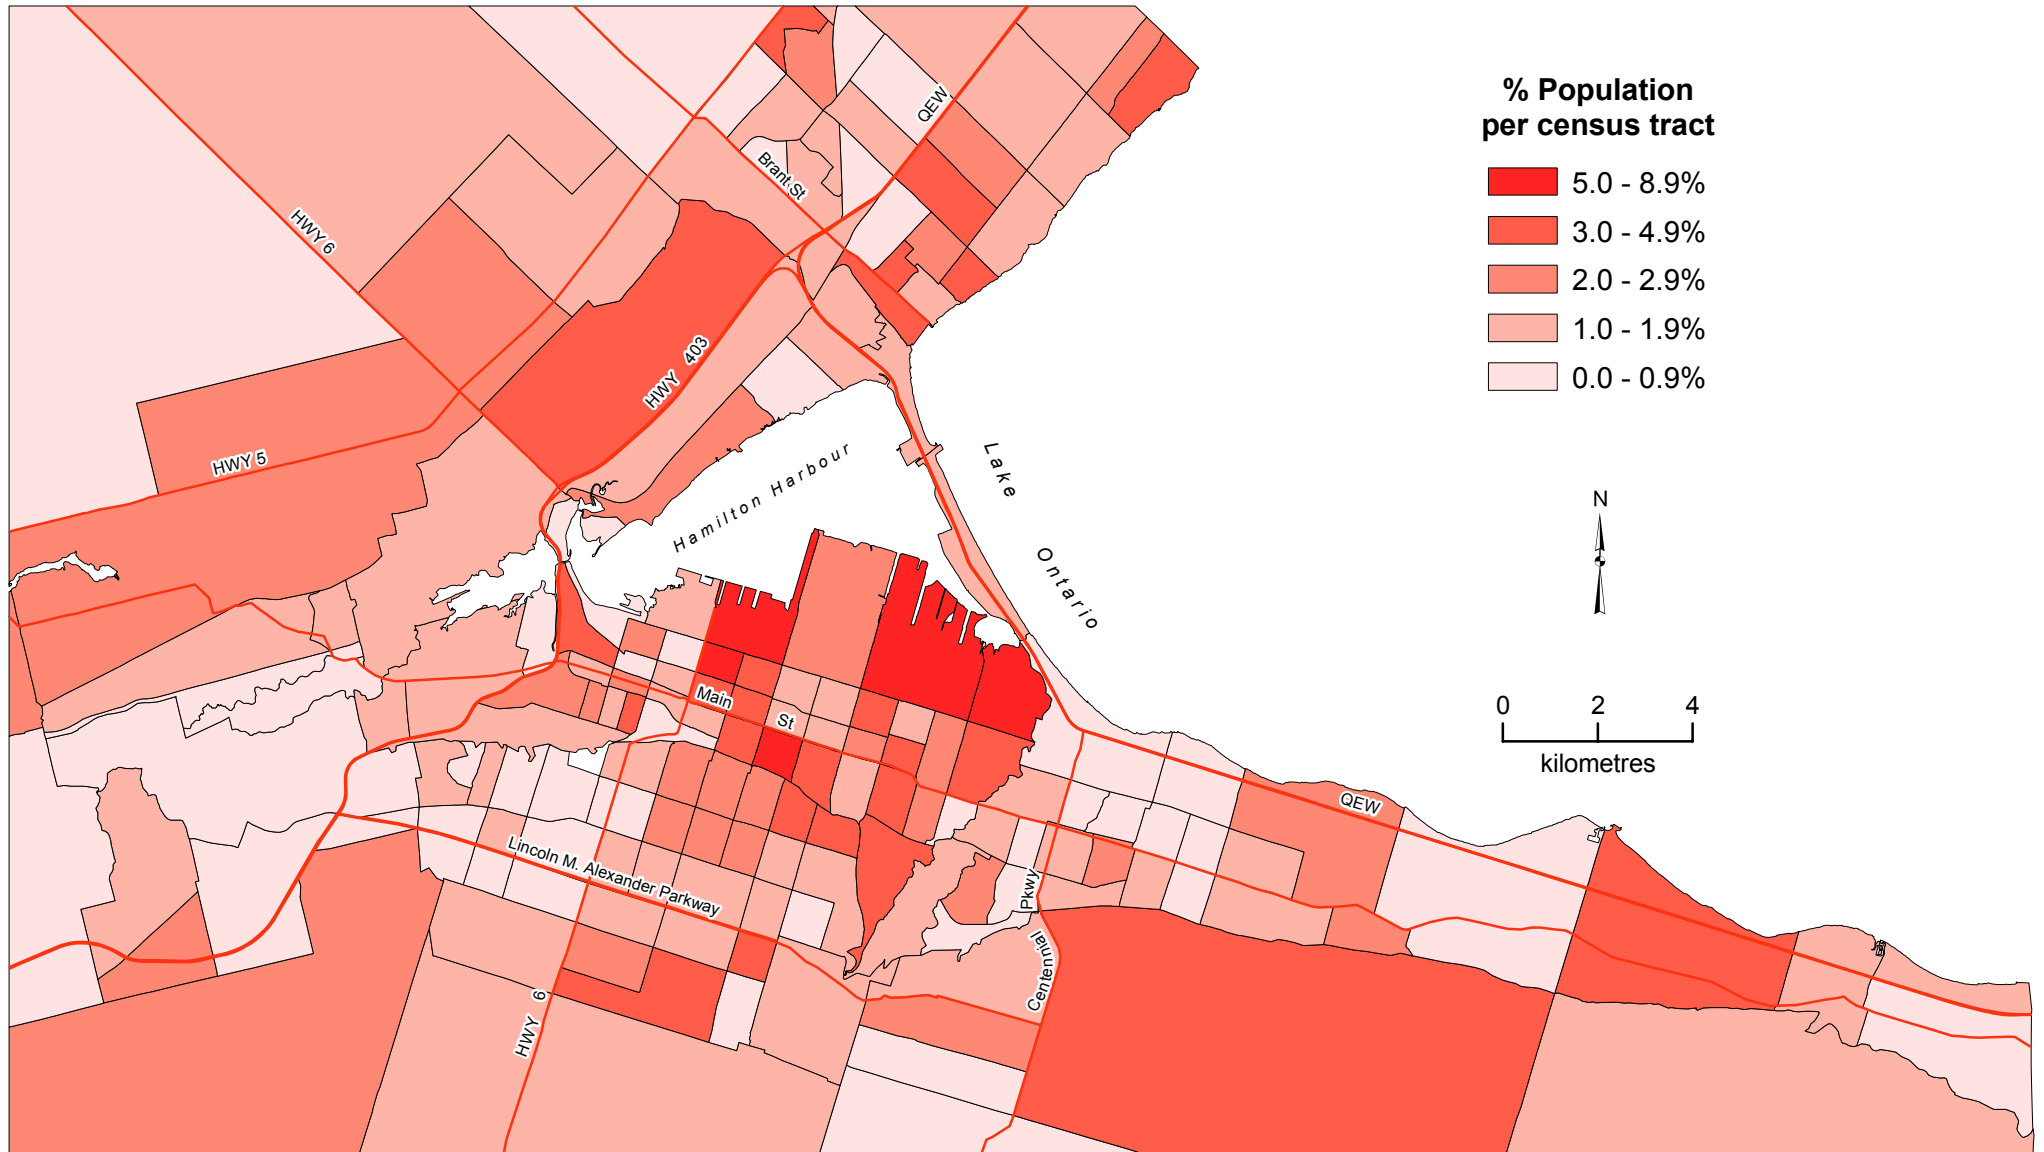 % Population
per census tract
5.0 - 8.9%
3.0 - 4.9%
2.0 - 2.9%
1.0 - 1.9%
0.0 - 0.9%
QEW
Brant St
HWY 6
HWY 403
HWY 5
Hamilton Harbour
Lake
Ontario
N
0 2 4
kilometres
Main St
QEW
Lincoln M. Alexander Parkway
Centennial Pkwy
HWY 6